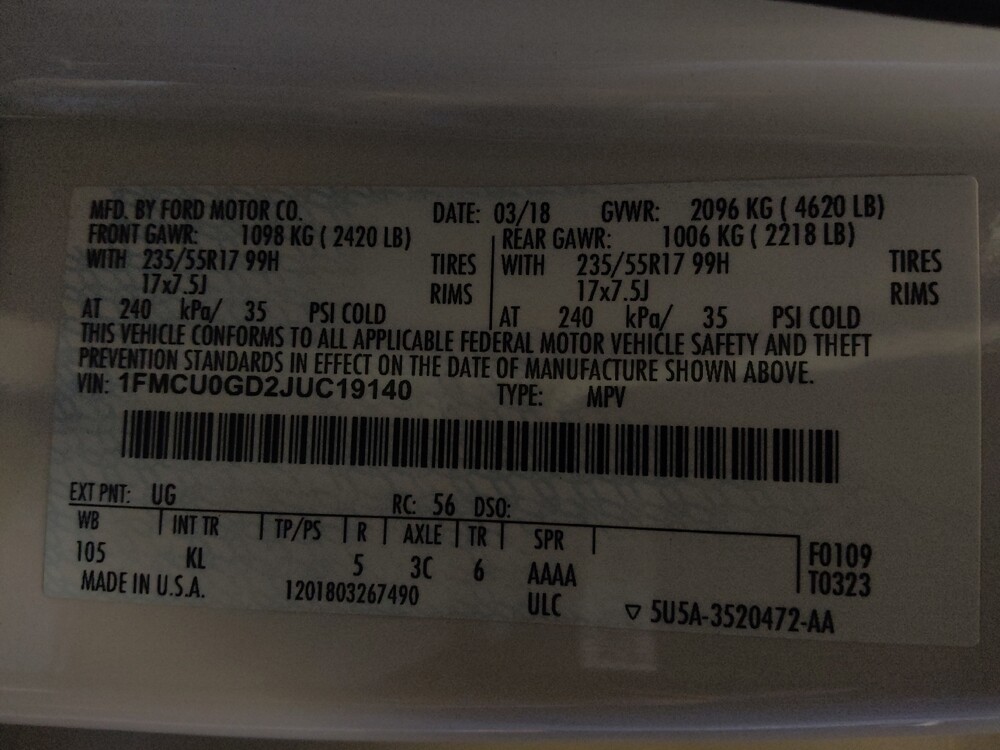 MFD. BY FORD MOTOR CO. DATE: 03/18 GVWR: 2096 KG ( 4620 LB)
FRONT GAWR: 1098 KG ( 2420 LB) REAR GAWR: 1006 KG ( 2218 LB)
WITH 235/55R17 99H TIRES WITH 235/55R17 99H TIRES
17x7.5J RIMS 17x7.5J RIMS
AT 240 kPa/ 35 PSI COLD AT 240 kPa/ 35 PSI COLD
THIS VEHICLE CONFORMS TO ALL APPLICABLE FEDERAL MOTOR VEHICLE SAFETY AND THEFT
PREVENTION STANDARDS IN EFFECT ON THE DATE OF MANUFACTURE SHOWN ABOVE.
VIN: 1FMCU0GD2JUC19140 TYPE: MPV
EXT PNT: UG RC: 56 DSO:
WB INT TR TP/PS R AXLE TR SPR
105 KL 5 3C 6 AAAA F0109
MADE IN U.S.A. 1201803267490 ULC T0323
▽ 5U5A-3520472-AA